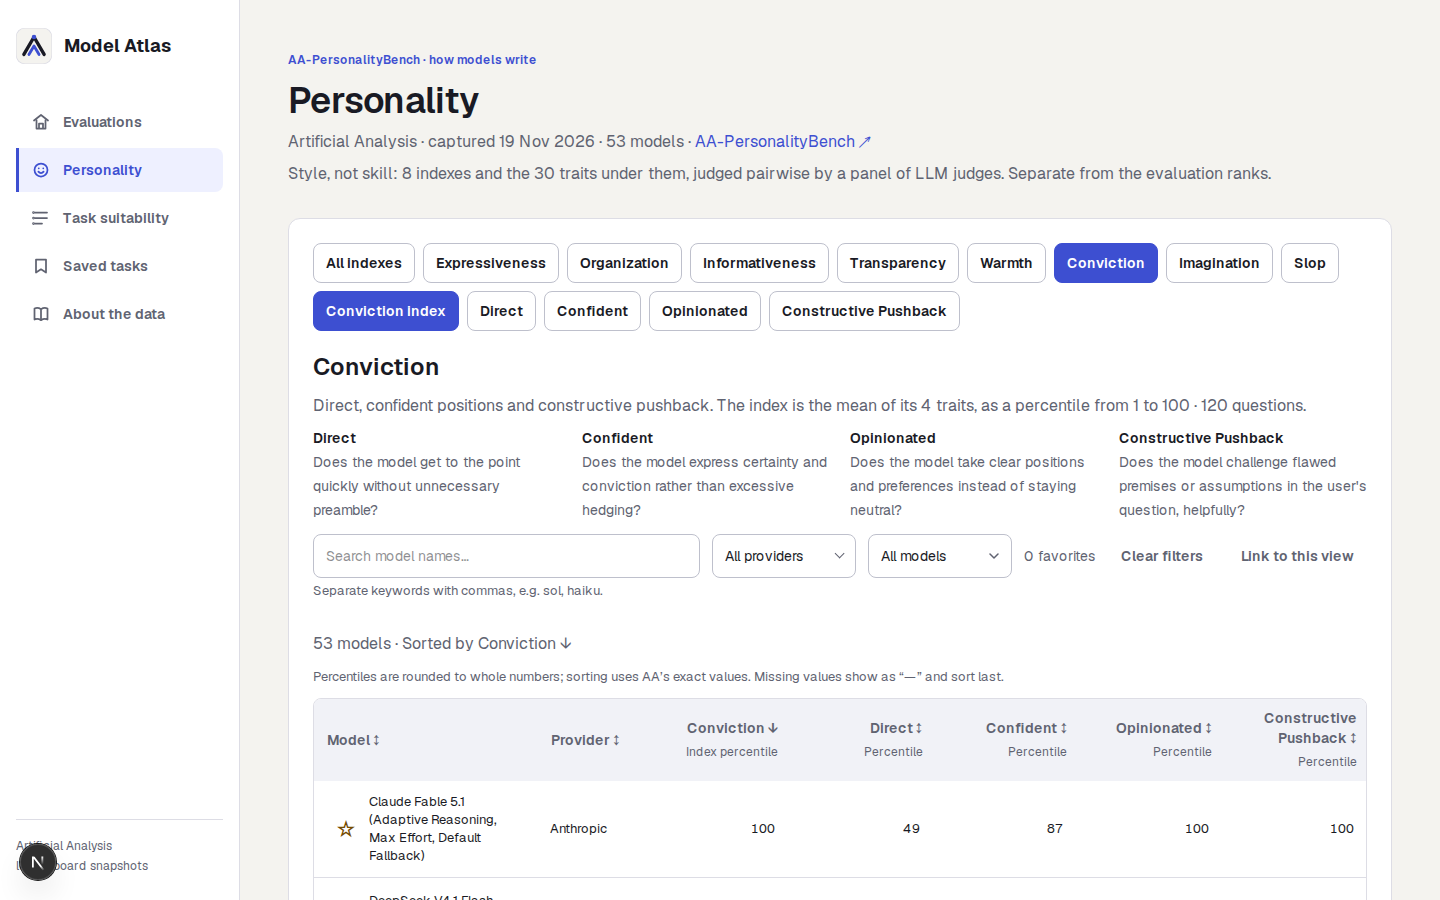 Model Atlas
Evaluations
Personality
Task suitability
Saved tasks
About the data
Artificial Analysis
board snapshots
AA-PersonalityBench · how models write
Personality
Artificial Analysis · captured 19 Nov 2026 · 53 models · AA-PersonalityBench ↗
Style, not skill: 8 indexes and the 30 traits under them, judged pairwise by a panel of LLM judges. Separate from the evaluation ranks.
All indexes Expressiveness Organization Informativeness Transparency Warmth Conviction Imagination Slop
Conviction Index Direct Confident Opinionated Constructive Pushback
Conviction
Direct, confident positions and constructive pushback. The index is the mean of its 4 traits, as a percentile from 1 to 100 · 120 questions.
Direct
Does the model get to the point
quickly without unnecessary
preamble?
Confident
Does the model express certainty and
conviction rather than excessive
hedging?
Opinionated
Does the model take clear positions
and preferences instead of staying
neutral?
Constructive Pushback
Does the model challenge flawed
premises or assumptions in the user's
question, helpfully?
Search model names...
All providers
All models
0 favorites
Clear filters
Link to this view
Separate keywords with commas, e.g. sol, haiku.
53 models · Sorted by Conviction ↓
Percentiles are rounded to whole numbers; sorting uses AA's exact values. Missing values show as “—” and sort last.
Model ↕
Provider ↕
Conviction ↓
Index percentile
Direct ↕
Percentile
Confident ↕
Percentile
Opinionated ↕
Percentile
Constructive
Pushback ↕
Percentile
Claude Fable 5.1
(Adaptive Reasoning,
Max Effort, Default
Fallback)
Anthropic
100
49
87
100
100
DeepSeek V4.1 Flash